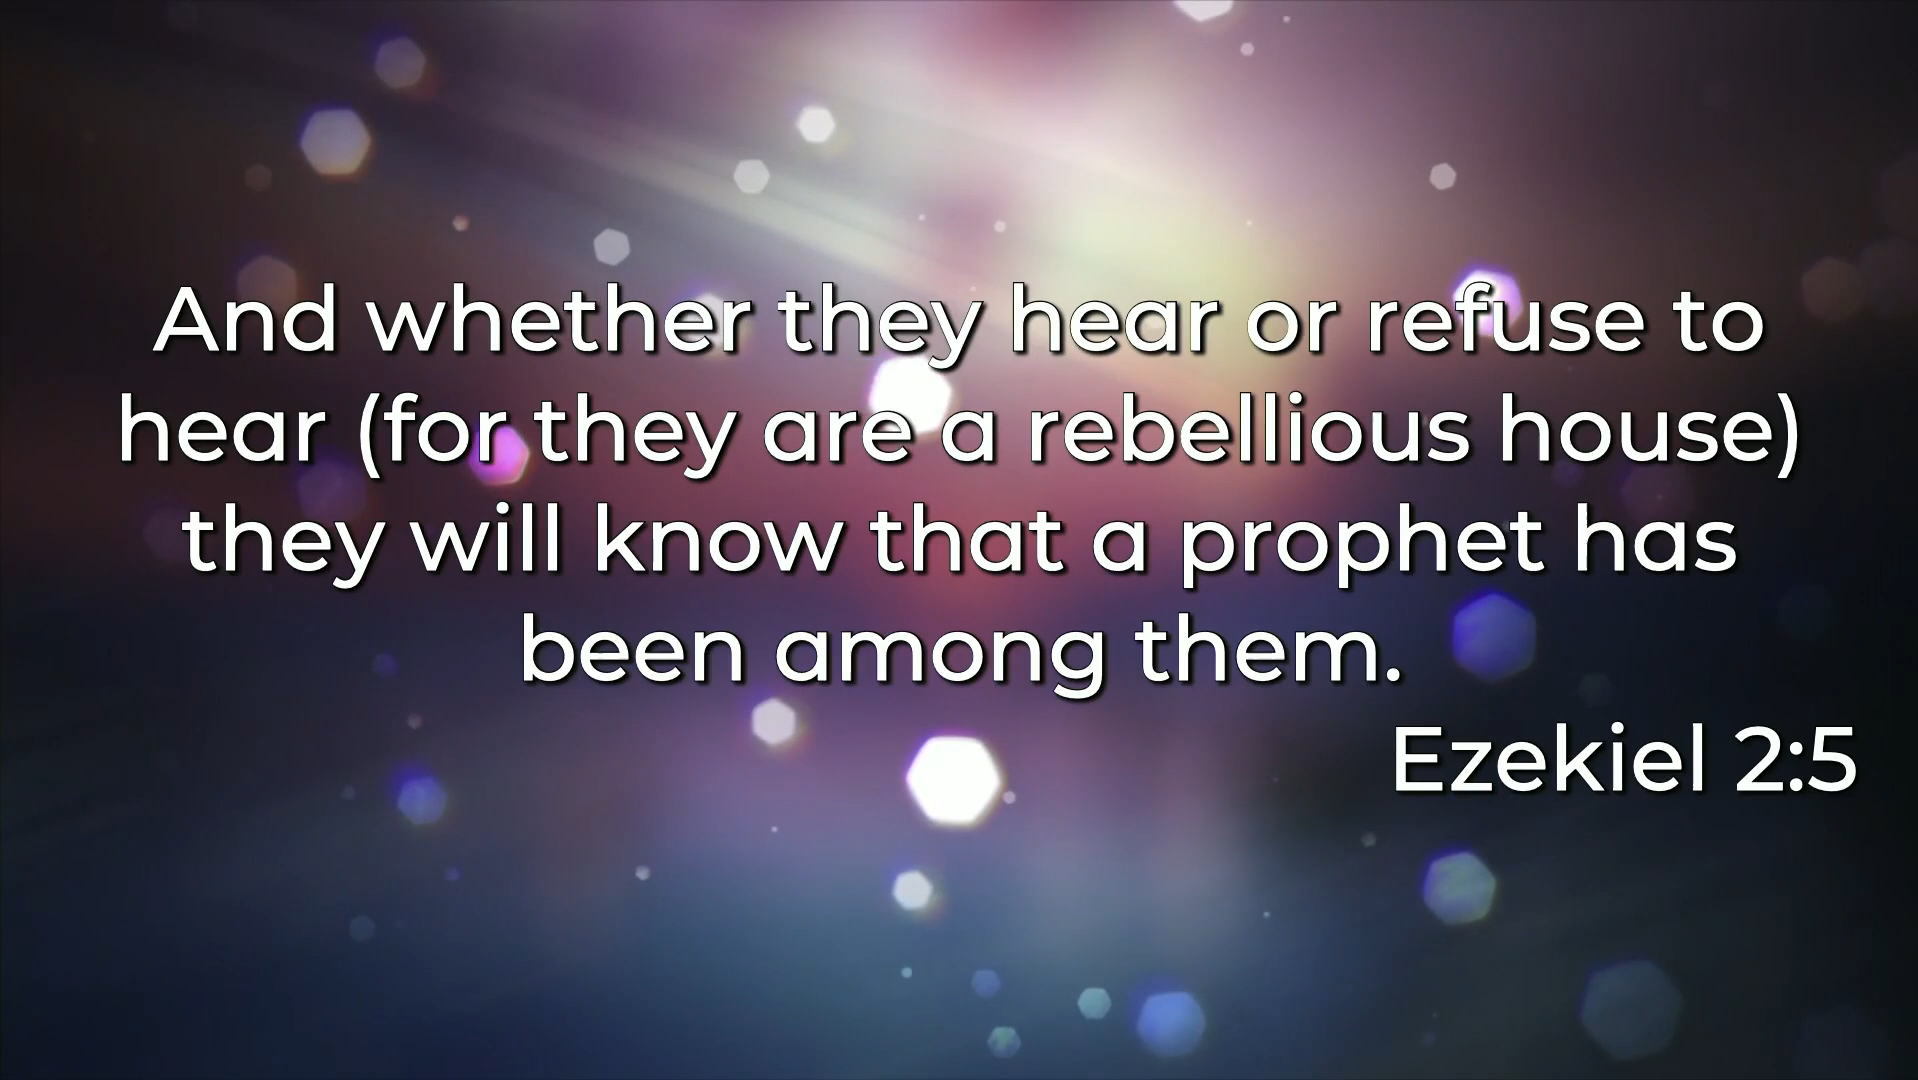 And whether they hear or refuse to
hear (for they are a rebellious house)
they will know that a prophet has
been among them.
Ezekiel 2:5